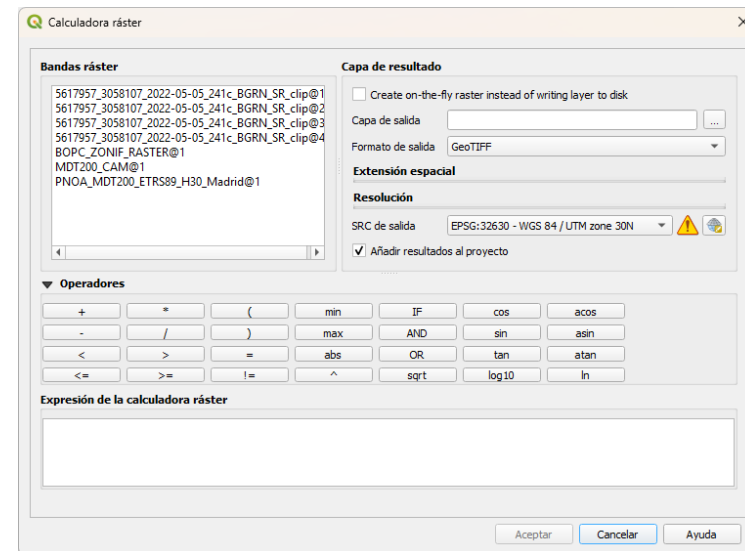 Calculadora ráster
Bandas ráster
5617957_3058107_2022-05-05_241c_BGRN_SR_clip@1
5617957_3058107_2022-05-05_241c_BGRN_SR_clip@2
5617957_3058107_2022-05-05_241c_BGRN_SR_clip@3
5617957_3058107_2022-05-05_241c_BGRN_SR_clip@4
BOPC_ZONIF_RASTER@1
MDT200_CAM@1
PNOA_MDT200_ETRS89_H30_Madrid@1
Capa de resultado
Create on-the-fly raster instead of writing layer to disk
Capa de salida ...
Formato de salida GeoTIFF
Extensión espacial
Resolución
SRC de salida EPSG:32630 - WGS 84 / UTM zone 30N
Añadir resultados al proyecto
Operadores
+ * ( min IF cos acos
- / ) max AND sin asin
< > = abs OR tan atan
<= >= != ^ sqrt log10 ln
Expresión de la calculadora ráster
Aceptar Cancelar Ayuda